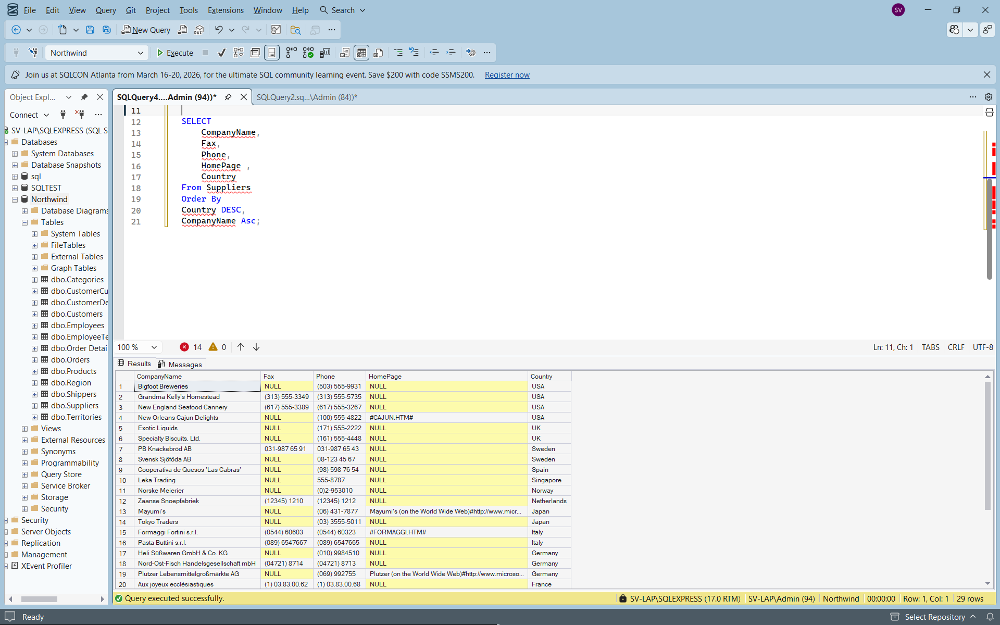 File Edit View Query Git Project Tools Extensions Window Help Search SV
New Query DAX
Northwind Execute
Join us at SQLCON Atlanta from March 16-20, 2026, for the ultimate SQL community learning event. Save $200 with code SSMS200. Register now
Object Expl...
Connect
SV-LAP\SQLEXPRESS (SQL S
Databases
System Databases
Database Snapshots
sql
SQLTEST
Northwind
Database Diagrams
Tables
System Tables
FileTables
External Tables
Graph Tables
dbo.Categories
dbo.CustomerCu
dbo.CustomerDe
dbo.Customers
dbo.Employees
dbo.EmployeeTe
dbo.Order Detai
dbo.Orders
dbo.Products
dbo.Region
dbo.Shippers
dbo.Suppliers
dbo.Territories
Views
External Resources
Synonyms
Programmability
Query Store
Service Broker
Storage
Security
Security
Server Objects
Replication
Management
XEvent Profiler
SQLQuery4....Admin (94))* SQLQuery2.sq...\Admin (84))*
11
12 SELECT
13 CompanyName,
14 Fax,
15 Phone,
16 HomePage ,
17 Country
18 From Suppliers
19 Order By
20 Country DESC,
21 CompanyName Asc;
100 % 14 0 Ln: 11, Ch: 1 TABS CRLF UTF-8
Results Messages
CompanyName Fax Phone HomePage Country
1 Bigfoot Breweries NULL (503) 555-9931 NULL USA
2 Grandma Kelly's Homestead (313) 555-3349 (313) 555-5735 NULL USA
3 New England Seafood Cannery (617) 555-3389 (617) 555-3267 NULL USA
4 New Orleans Cajun Delights NULL (100) 555-4822 #CAJUN.HTM# USA
5 Exotic Liquids NULL (171) 555-2222 NULL UK
6 Specialty Biscuits, Ltd. NULL (161) 555-4448 NULL UK
7 PB Knäckebröd AB 031-987 65 91 031-987 65 43 NULL Sweden
8 Svensk Sjöföda AB NULL 08-123 45 67 NULL Sweden
9 Cooperativa de Quesos 'Las Cabras' NULL (98) 598 76 54 NULL Spain
10 Leka Trading NULL 555-8787 NULL Singapore
11 Norske Meierier NULL (0)2-953010 NULL Norway
12 Zaanse Snoepfabriek (12345) 1210 (12345) 1212 NULL Netherlands
13 Mayumi's NULL (06) 431-7877 Mayumi's (on the World Wide Web)#http://www.micr... Japan
14 Tokyo Traders NULL (03) 3555-5011 NULL Japan
15 Formaggi Fortini s.r.l. (0544) 60603 (0544) 60323 #FORMAGGI.HTM# Italy
16 Pasta Buttini s.r.l. (089) 6547667 (089) 6547665 NULL Italy
17 Heli Süßwaren GmbH & Co. KG NULL (010) 9984510 NULL Germany
18 Nord-Ost-Fisch Handelsgesellschaft mbH (04721) 8714 (04721) 8713 NULL Germany
19 Plutzer Lebensmittelgroßmärkte AG NULL (069) 992755 Plutzer (on the World Wide Web)#http://www.microso... Germany
20 Aux joyeux ecclésiastiques (1) 03.83.00.62 (1) 03.83.00.68 NULL France
Query executed successfully. SV-LAP\SQLEXPRESS (17.0 RTM) SV-LAP\Admin (94) Northwind 00:00:00 Row: 1, Col: 1 29 rows
Ready Select Repository